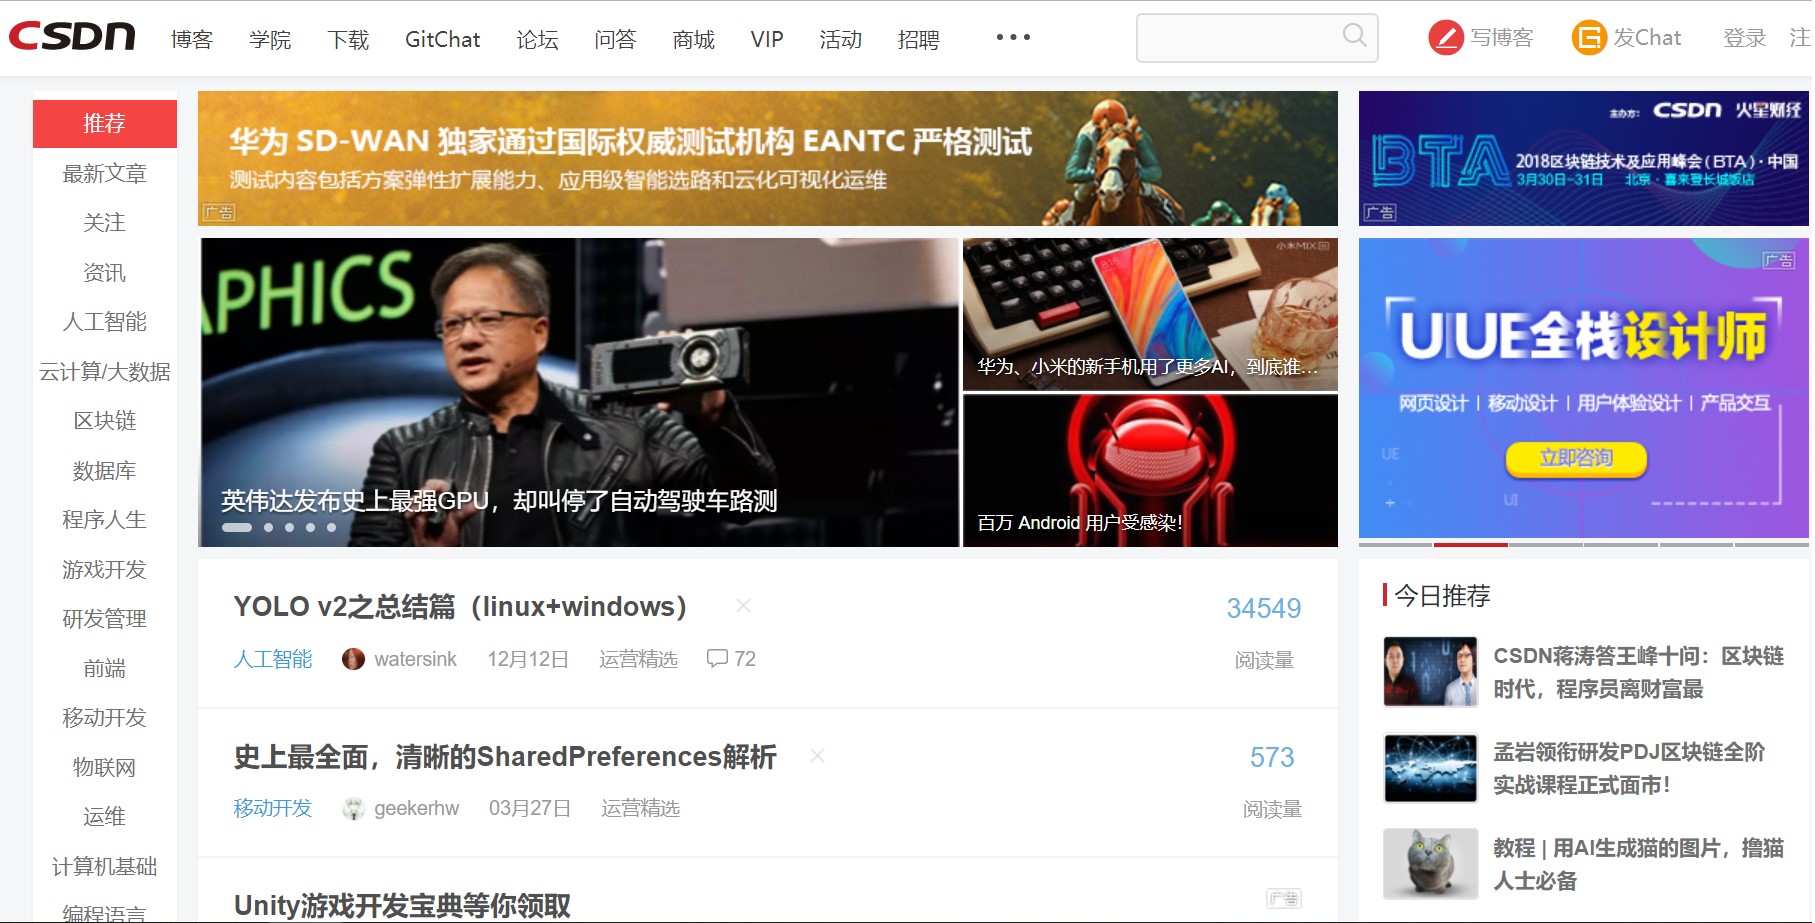 CSDN 博客 学院 下载 GitChat 论坛 问答 商城 VIP 活动 招聘 ••• 写博客 发Chat 登录
推荐
最新文章
关注
资讯
人工智能
云计算/大数据
区块链
数据库
程序人生
游戏开发
研发管理
前端
移动开发
物联网
运维
计算机基础
编程语言
华为 SD-WAN 独家通过国际权威测试机构 EANTC 严格测试
测试内容包括方案弹性扩展能力、应用级智能选路和云化可视化运维
广告
主办方: CSDN 火星财经
BTA 2018区块链技术及应用峰会(BTA)·中国
3月30日-31日 北京·喜来登长城饭店
广告
APHICS
英伟达发布史上最强GPU，却叫停了自动驾驶车路测
小米MIX
华为、小米的新手机用了更多AI，到底谁...
百万 Android 用户受感染！
广告
UIUE全栈设计师
网页设计 | 移动设计 | 用户体验设计 | 产品交互
UE
立即咨询
UI
YOLO v2之总结篇（linux+windows） 34549
人工智能 watersink 12月12日 运营精选 72 阅读量
史上最全面，清晰的SharedPreferences解析 573
移动开发 geekerhw 03月27日 运营精选 阅读量
Unity游戏开发宝典等你领取 广告
今日推荐
CSDN蒋涛答王峰十问：区块链
时代，程序员离财富最
孟岩领衔研发PDJ区块链全阶
实战课程正式面市！
教程 | 用AI生成猫的图片，撸猫
人士必备